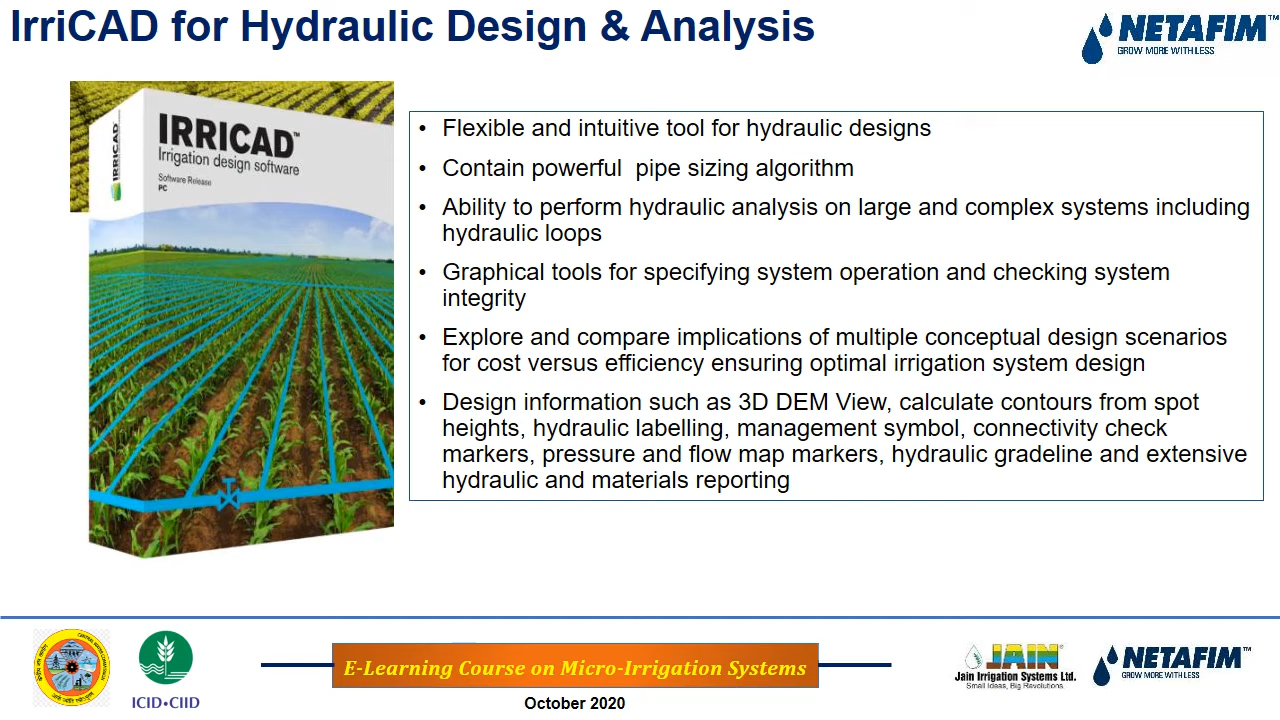 IrriCAD for Hydraulic Design & Analysis
NETAFIM™
GROW MORE WITH LESS
IRRICAD
IRRICAD™
Irrigation design software
Software Release
PC
• Flexible and intuitive tool for hydraulic designs
• Contain powerful  pipe sizing algorithm
• Ability to perform hydraulic analysis on large and complex systems including
hydraulic loops
• Graphical tools for specifying system operation and checking system
integrity
• Explore and compare implications of multiple conceptual design scenarios
for cost versus efficiency ensuring optimal irrigation system design
• Design information such as 3D DEM View, calculate contours from spot
heights, hydraulic labelling, management symbol, connectivity check
markers, pressure and flow map markers, hydraulic gradeline and extensive
hydraulic and materials reporting
ICID•CIID
E-Learning Course on Micro-Irrigation Systems
October 2020
JAIN®
Jain Irrigation Systems Ltd.
Small Ideas, Big Revolutions.
NETAFIM™
GROW MORE WITH LESS